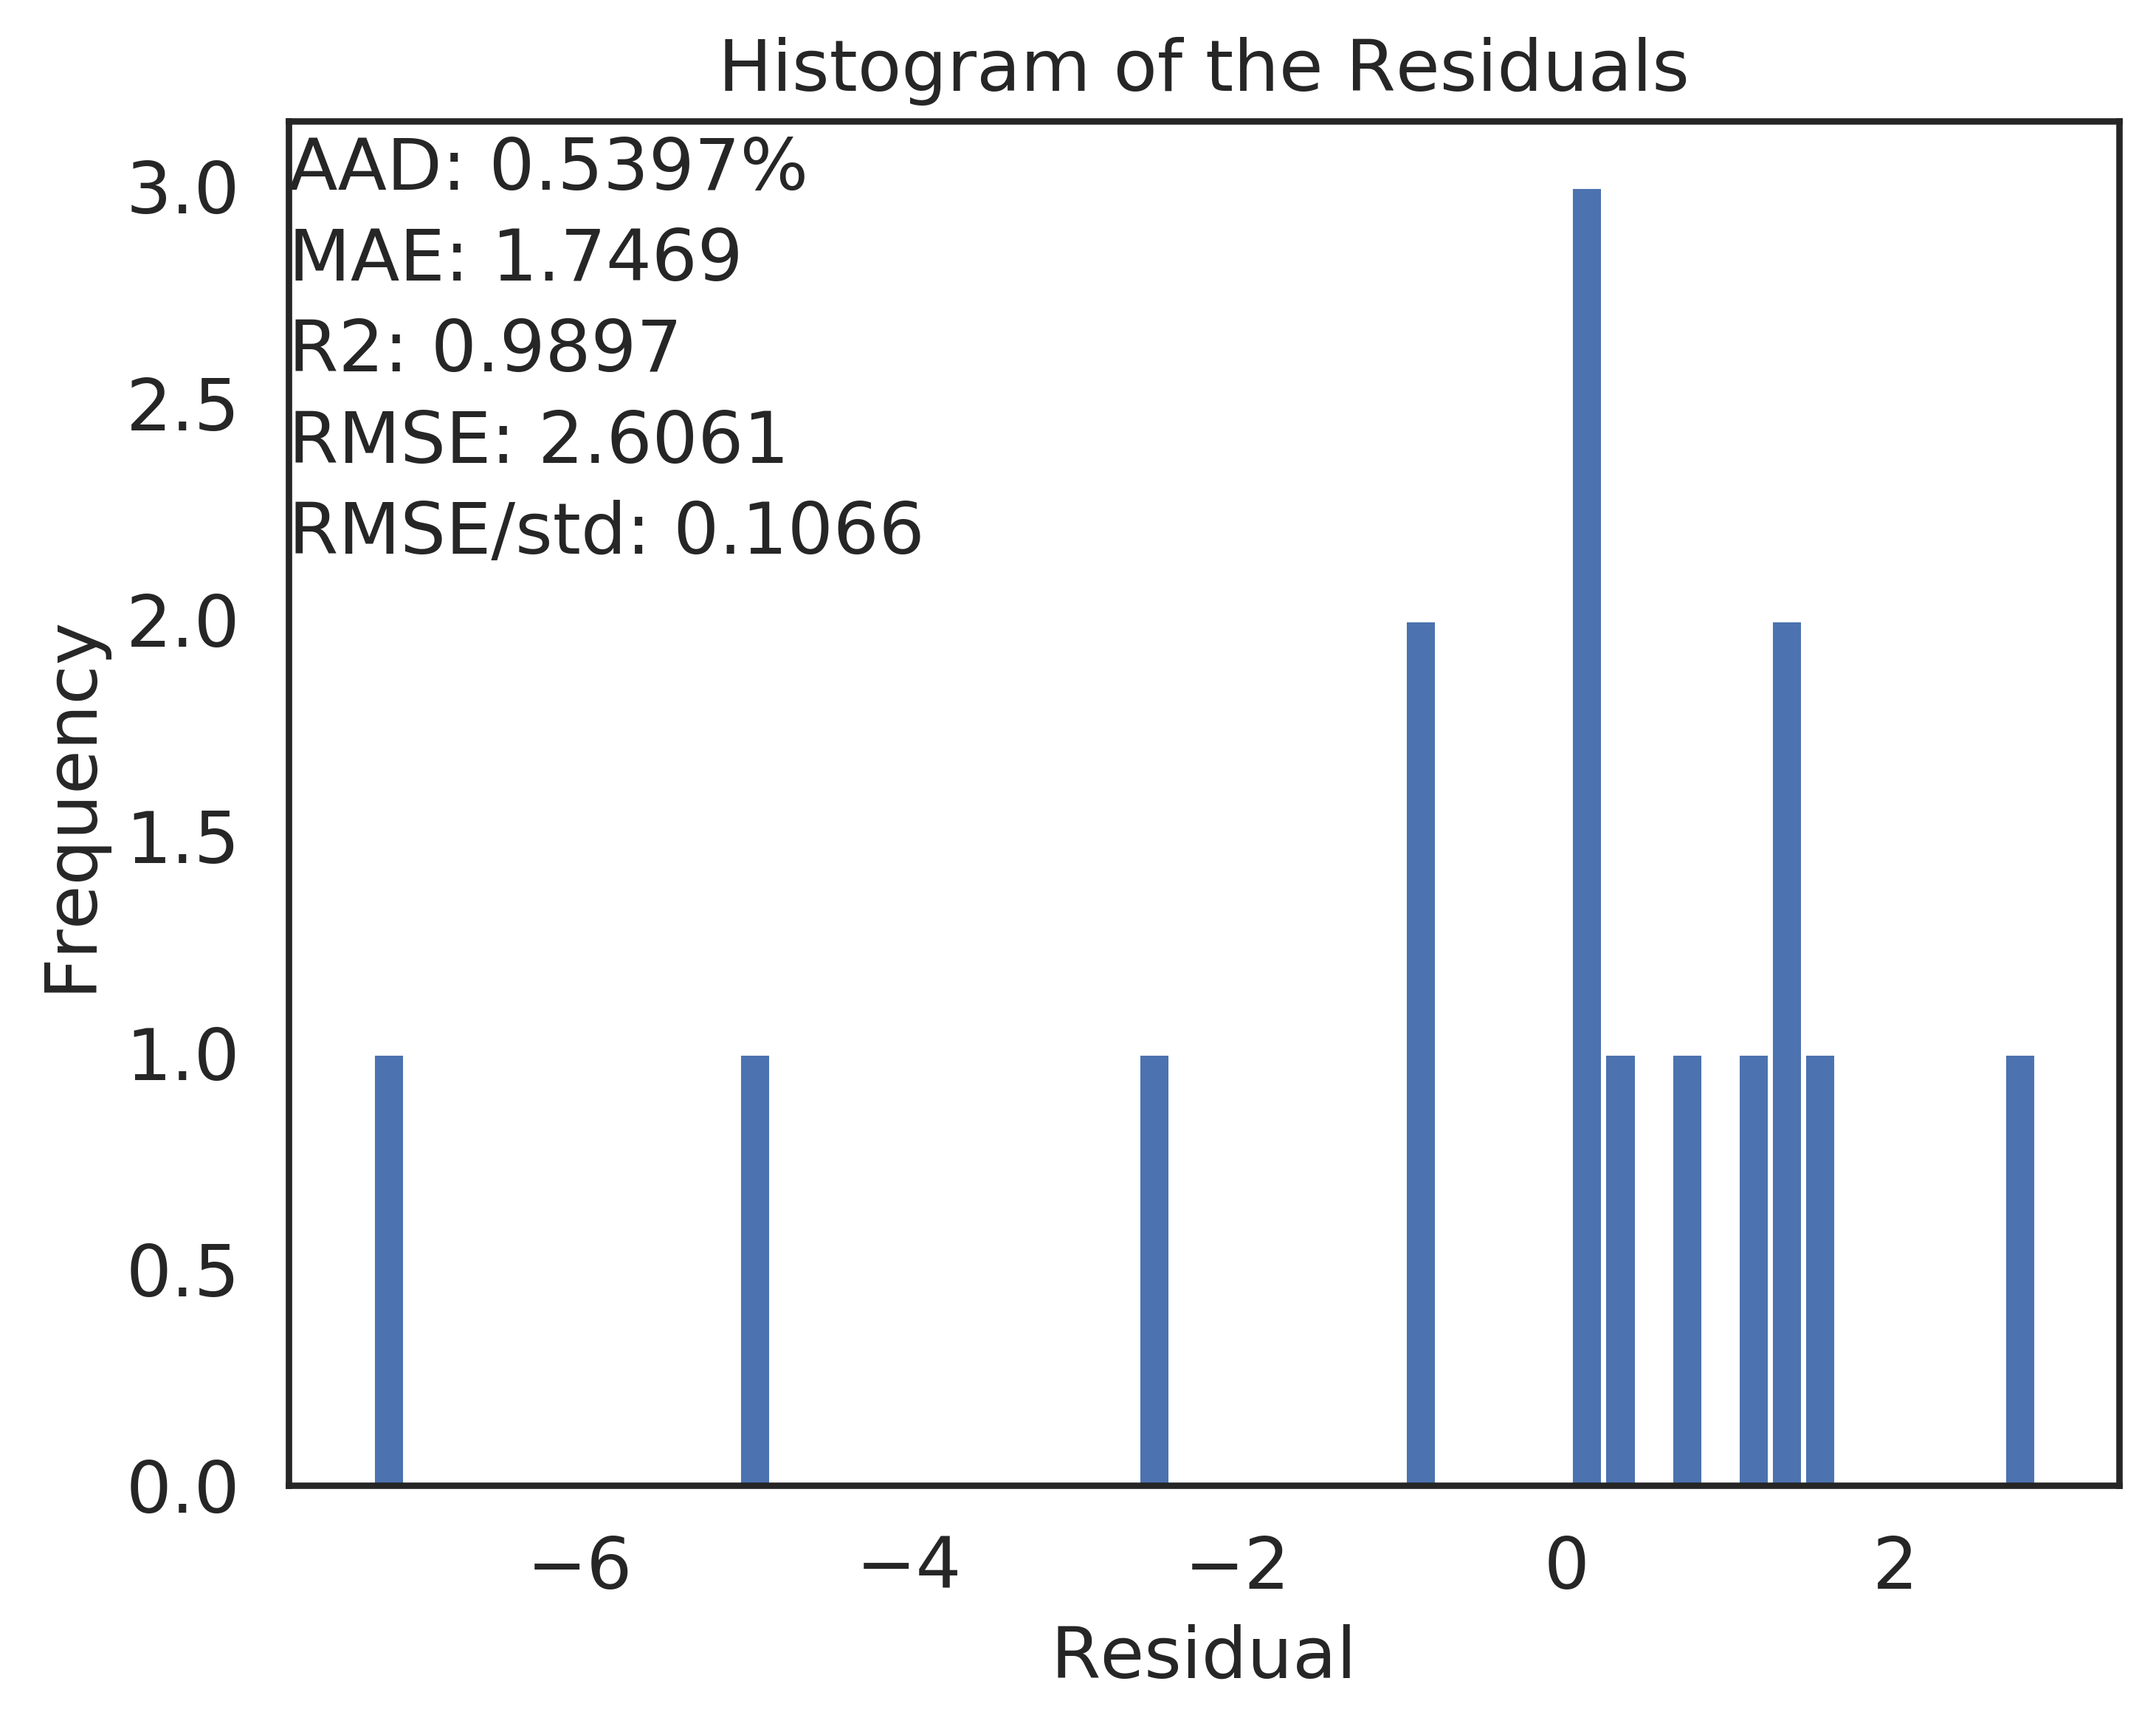 Histogram of the Residuals
AAD: 0.5397%
MAE: 1.7469
R2: 0.9897
RMSE: 2.6061
RMSE/std: 0.1066
3.0
2.5
2.0
1.5
1.0
0.5
0.0
Frequency
−6 −4 −2 0 2
Residual